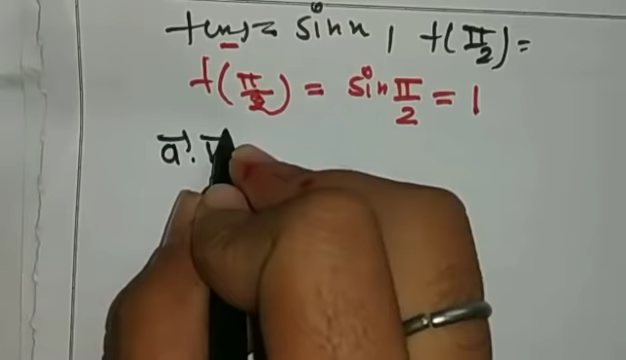 f(x) = sin x, f(π/2) =
f(π/2) = sin π/2 = 1
a⃗ .